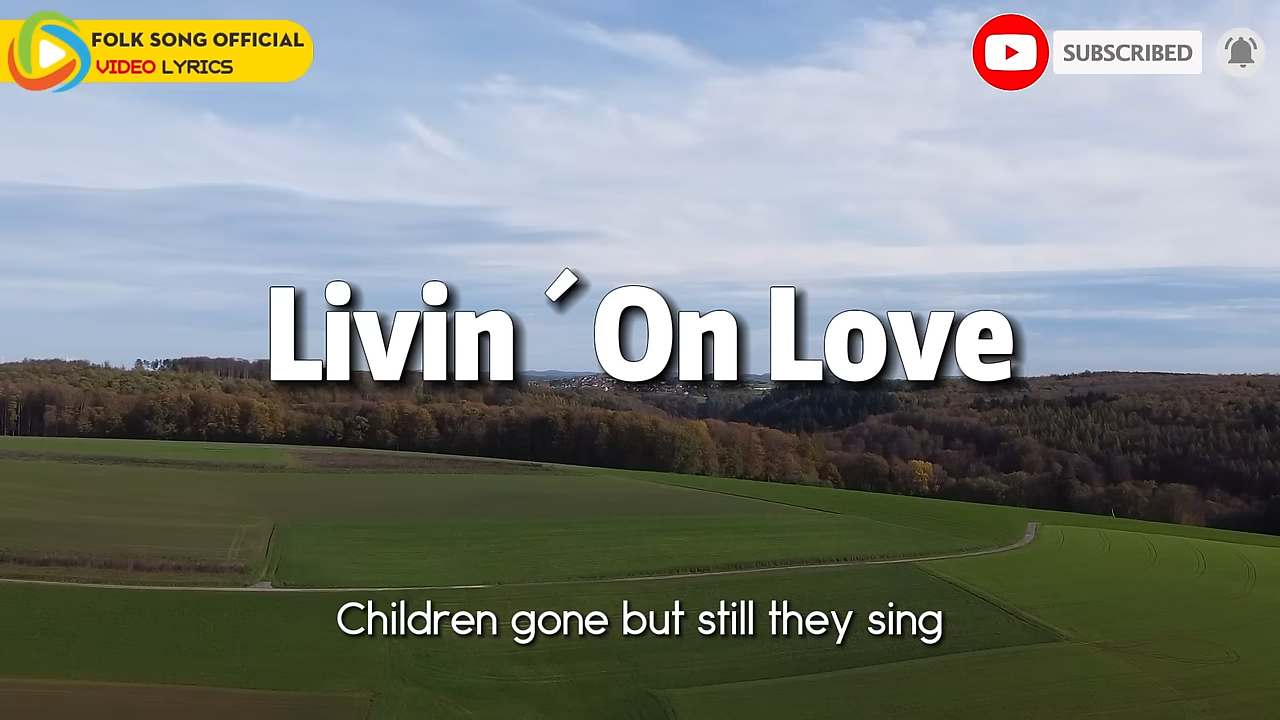 FOLK SONG OFFICIAL
VIDEO LYRICS
SUBSCRIBED
Livin ´On Love
Children gone but still they sing